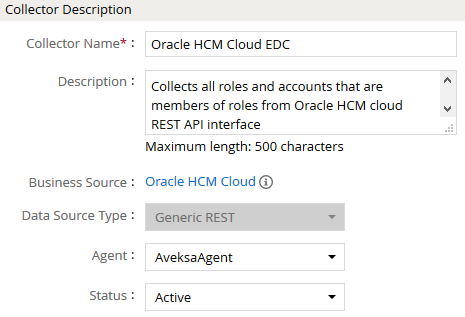 Collector Description
Collector Name* : Oracle HCM Cloud EDC
Description : Collects all roles and accounts that are
members of roles from Oracle HCM cloud
REST API interface
Maximum length: 500 characters
Business Source : Oracle HCM Cloud
Data Source Type : Generic REST
Agent : AveksaAgent
Status : Active